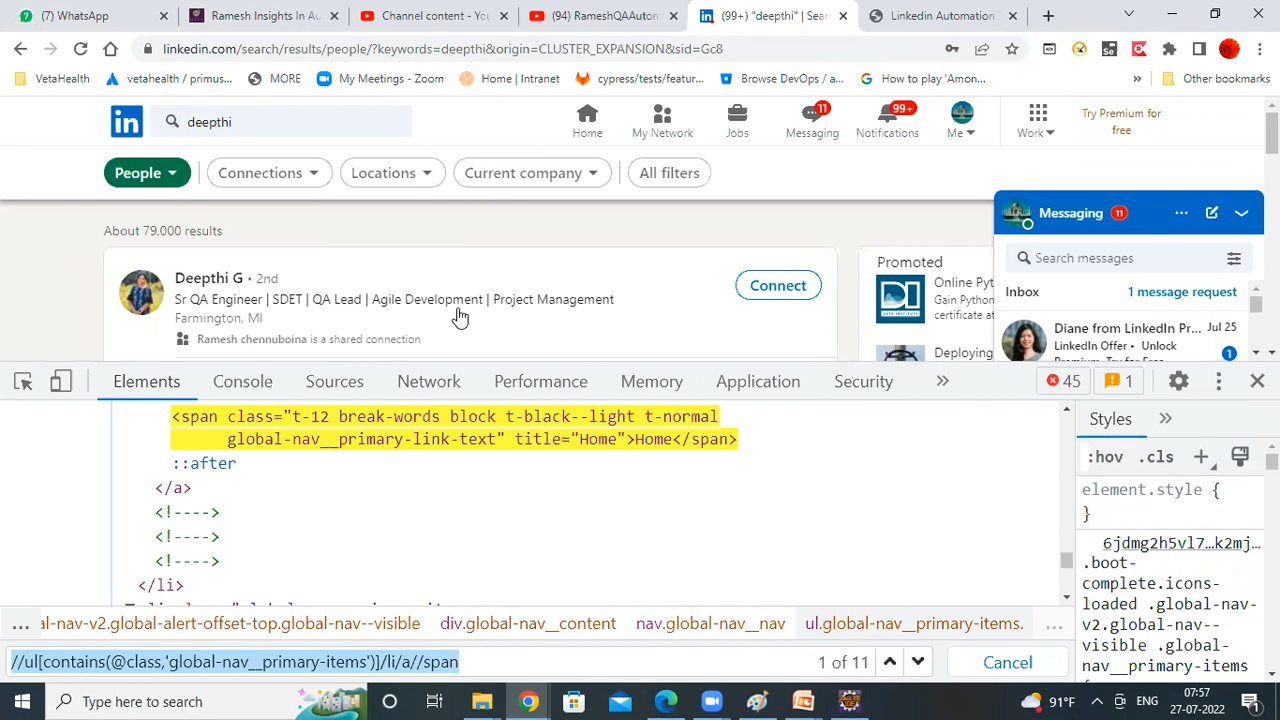 (7) WhatsApp
Ramesh Insights In Au
Channel content - You
(94) RameshQAAutom
(99+) "deepthi" | Sear
Linkedin Automation
linkedin.com/search/results/people/?keywords=deepthi&origin=CLUSTER_EXPANSION&sid=Gc8
VetaHealth
vetahealth / primus...
MORE
My Meetings - Zoom
Home | Intranet
cypress/tests/featur...
Browse DevOps / a...
How to play 'Amon...
»
Other bookmarks
in
deepthi
11
99+
Home
My Network
Jobs
Messaging
Notifications
Me
Work
Try Premium for
free
People
Connections
Locations
Current company
All filters
Messaging 11
About 79,000 results
Search messages
Deepthi G • 2nd
Sr QA Engineer | SDET | QA Lead | Agile Development | Project Management
Farmington, MI
Ramesh chennuboina is a shared connection
Connect
Promoted
Online Pyt
Gain Python
certificate at
Deploying
Inbox
1 message request
Diane from LinkedIn Pr...
Jul 25
LinkedIn Offer • Unlock
Premium. Try for Free
1
Elements
Console
Sources
Network
Performance
Memory
Application
Security
»
45
1
<span class="t-12 break-words block t-black--light t-normal
global-nav__primary-link-text" title="Home">Home</span>
::after
</a>
<!---->
<!---->
<!---->
</li>
Styles
»
:hov .cls +
element.style {
}
6jdmg2h5vl7…k2mj…
.boot-
complete.icons-
loaded .global-nav-
v2.global-nav--
visible .global-
nav__primary-items
...
al-nav-v2.global-alert-offset-top.global-nav--visible
div.global-nav__content
nav.global-nav__nav
ul.global-nav__primary-items.
...
//ul[contains(@class,'global-nav__primary-items')]/li/a//span
1 of 11
Cancel
Type here to search
91°F
ENG
07:57
27-07-2022
1